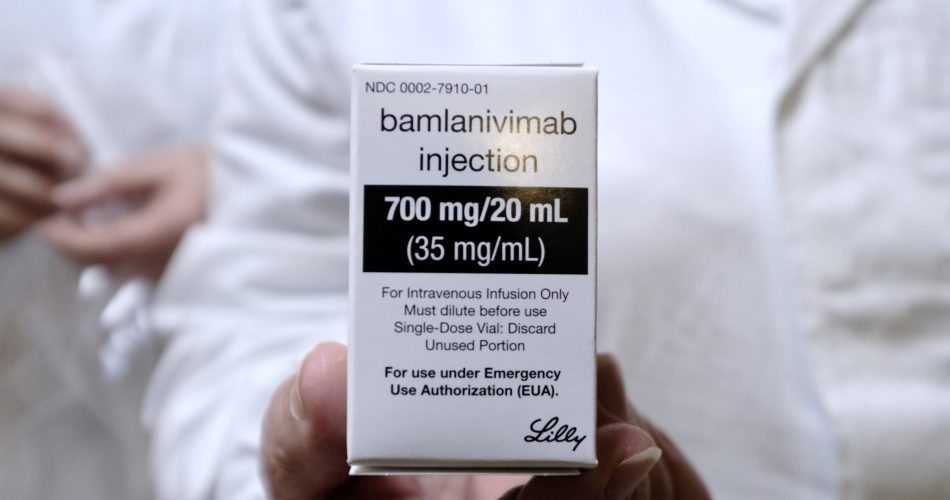 NDC 0002-7910-01
bamlanivimab
injection
700 mg/20 mL
(35 mg/mL)
For Intravenous Infusion Only
Must dilute before use
Single-Dose Vial: Discard
Unused Portion
For use under Emergency
Use Authorization (EUA).
Lilly